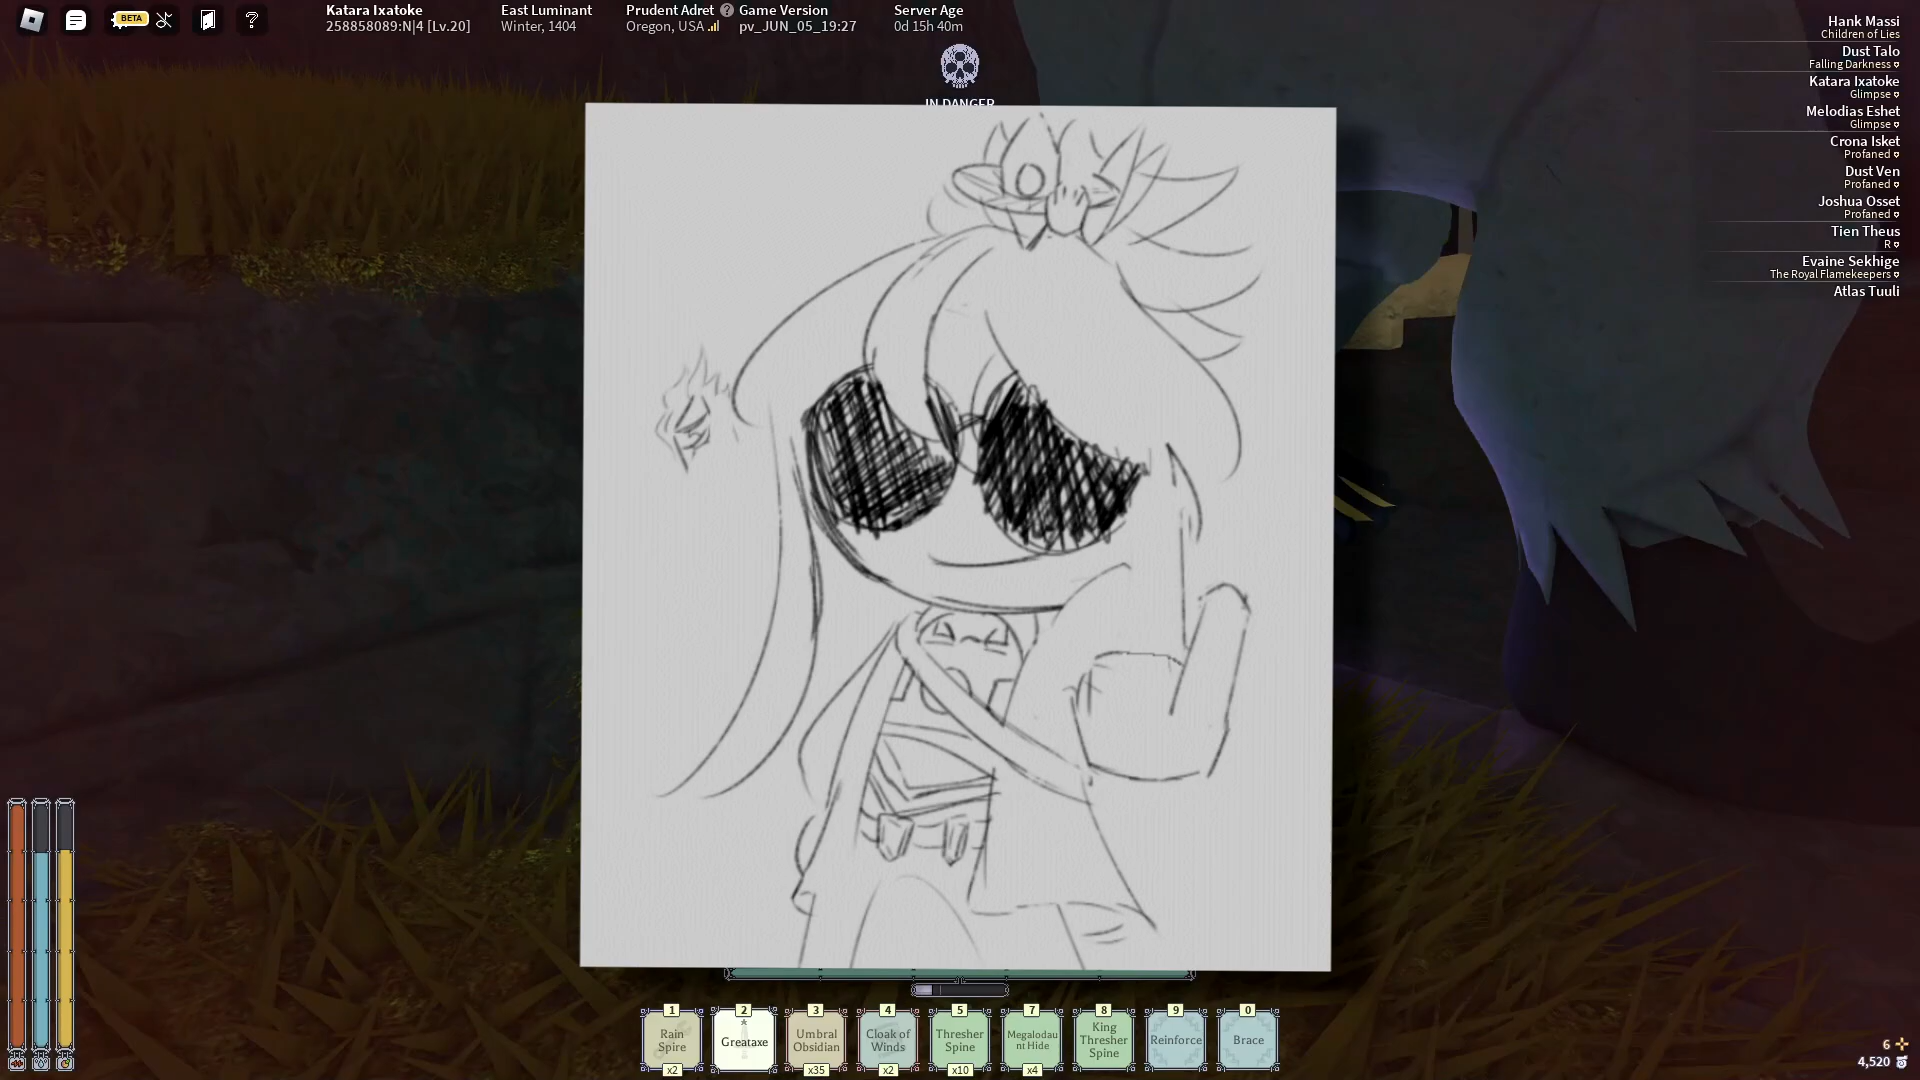 BETA
?
Katara Ixatoke
258858089:N|4 [Lv.20]
East Luminant
Winter, 1404
Prudent Adret
Oregon, USA
? Game Version
pv_JUN_05_19:27
Server Age
0d 15h 40m
IN DANGER
Hank Massi
Children of Lies
Dust Talo
Falling Darkness
Katara Ixatoke
Glimpse
Melodias Eshet
Glimpse
Crona Isket
Profaned
Dust Ven
Profaned
Joshua Osset
Profaned
Tien Theus
R
Evaine Sekhige
The Royal Flamekeepers
Atlas Tuuli
1
Rain
Spire
x2
2
Greataxe
3
Umbral
Obsidian
x35
4
Cloak of
Winds
x2
5
Thresher
Spine
x10
7
Megalodau
nt Hide
x4
8
King
Thresher
Spine
9
Reinforce
0
Brace
6
4,520